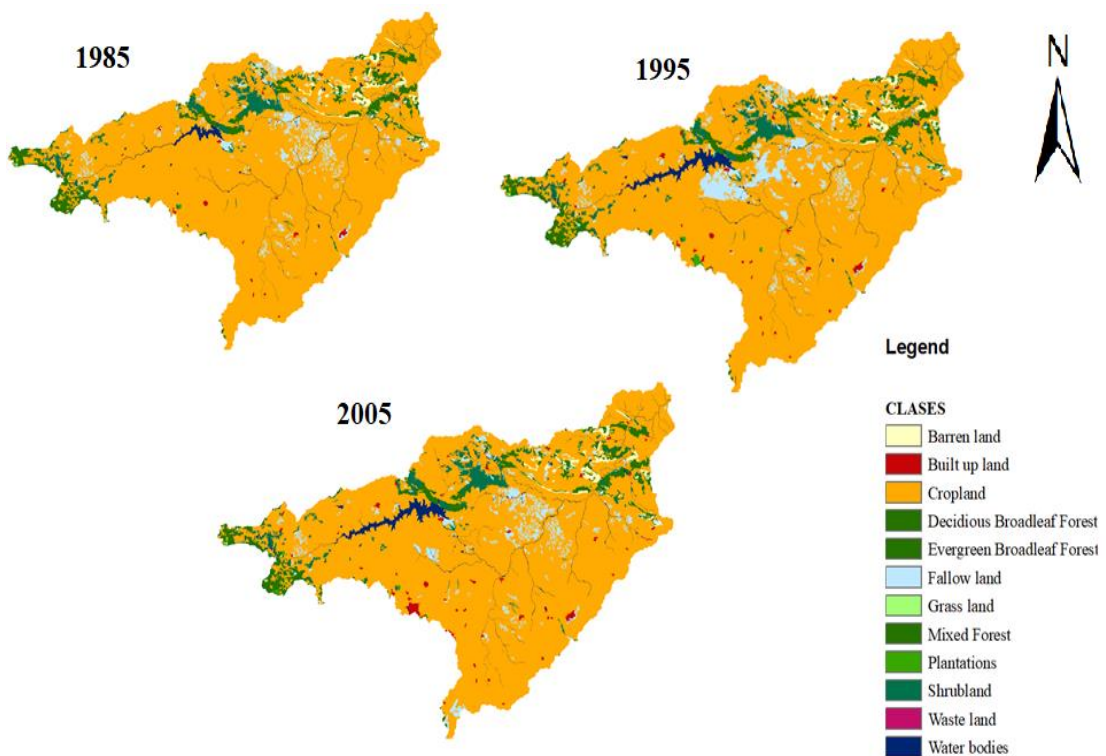 1985
1995
N
2005
Legend
CLASES
Barren land
Built up land
Cropland
Decidious Broadleaf Forest
Evergreen Broadleaf Forest
Fallow land
Grass land
Mixed Forest
Plantations
Shrubland
Waste land
Water bodies